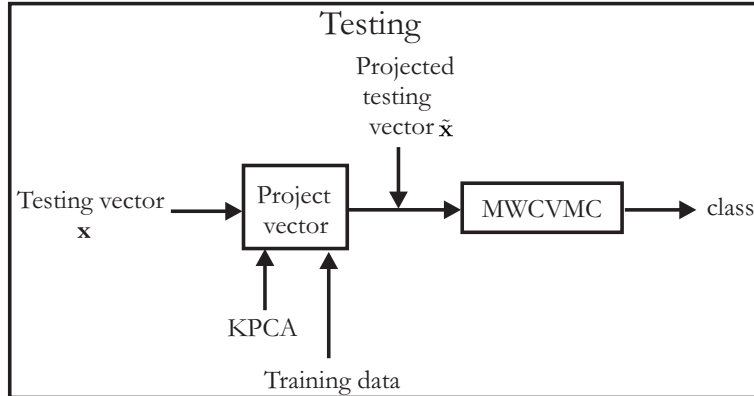 Testing
Projected
testing
vector x̃
Testing vector
x
Project
vector
MWCVMC
class
KPCA
Training data